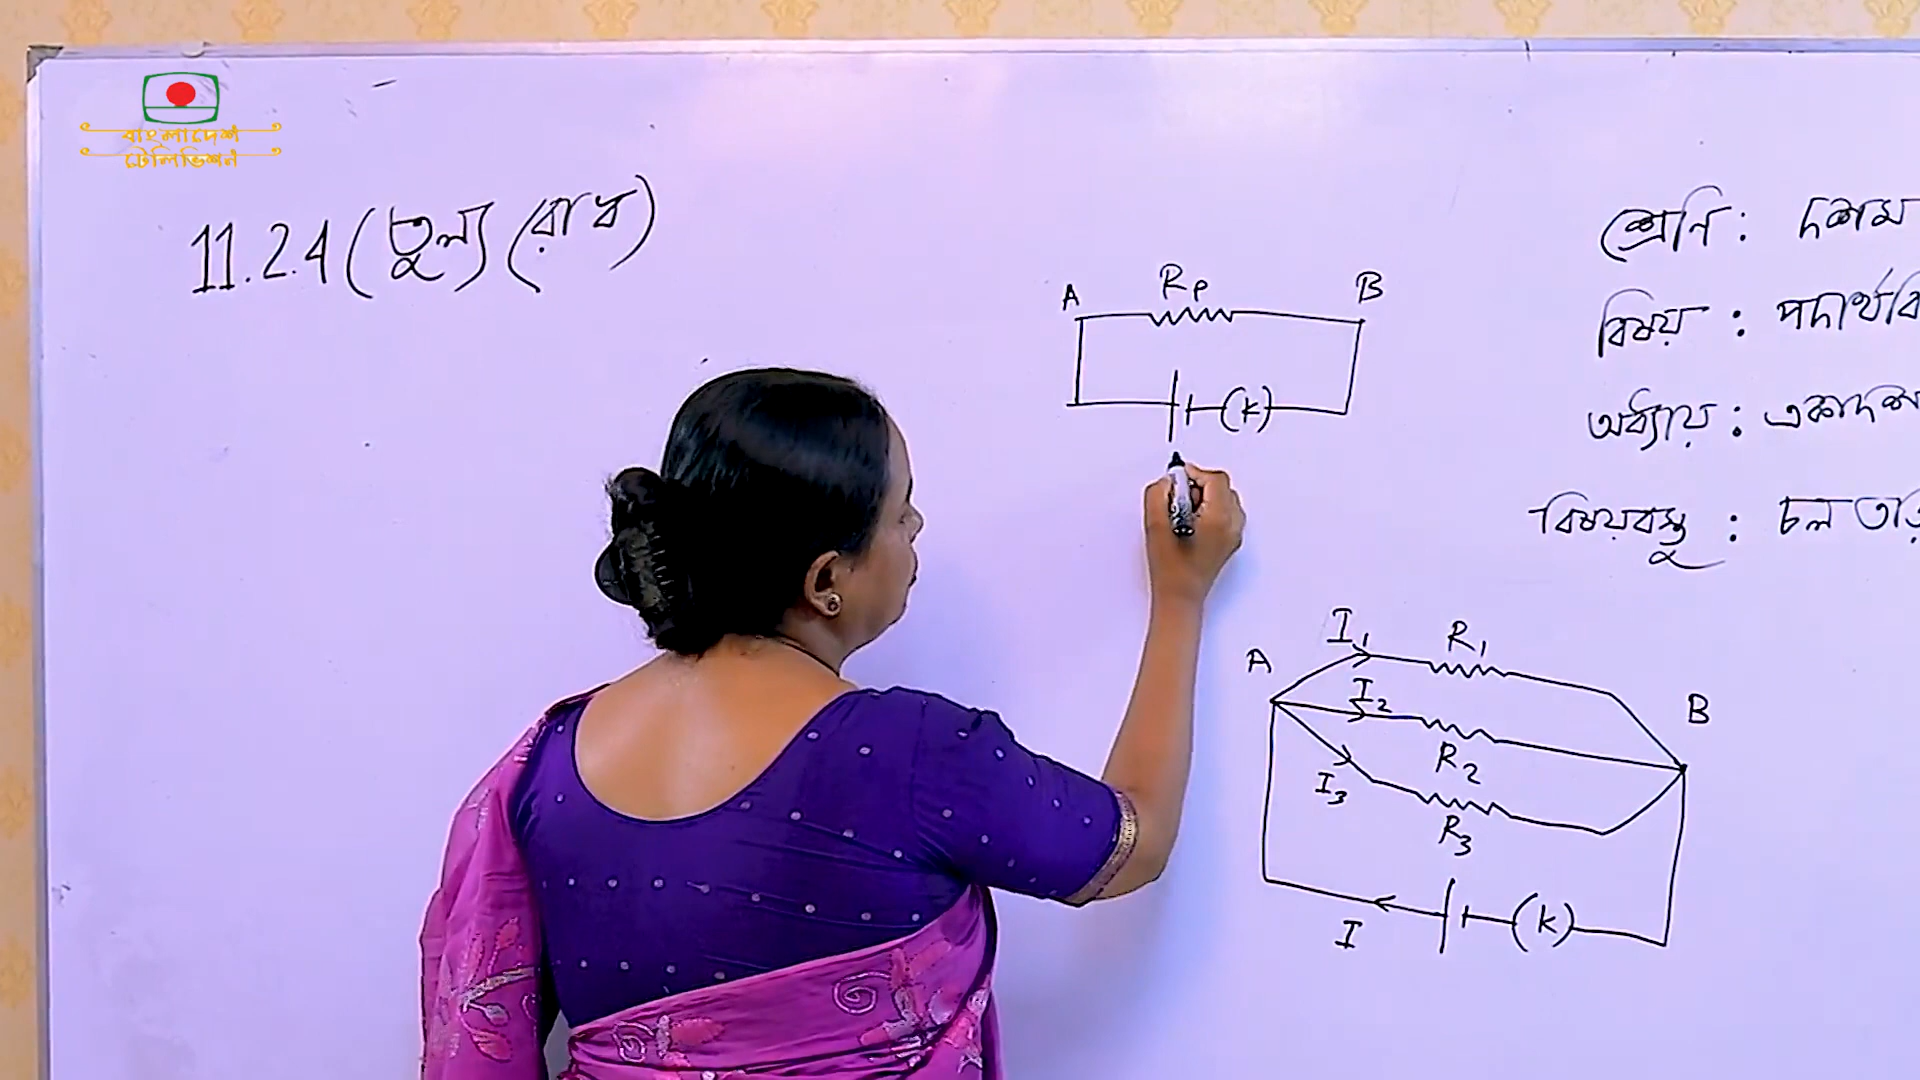 বাংলাদেশ
টেলিভিশন
11.2.4 (তুল্য রোধ)
শ্রেণি : দশম
বিষয় : পদার্থবি
অধ্যায় : একাদশ
বিষয়বস্তু : চল তড়ি
A Rp B
(K)
I1 R1
A
I2 B
R2
I3
R3
I (K)